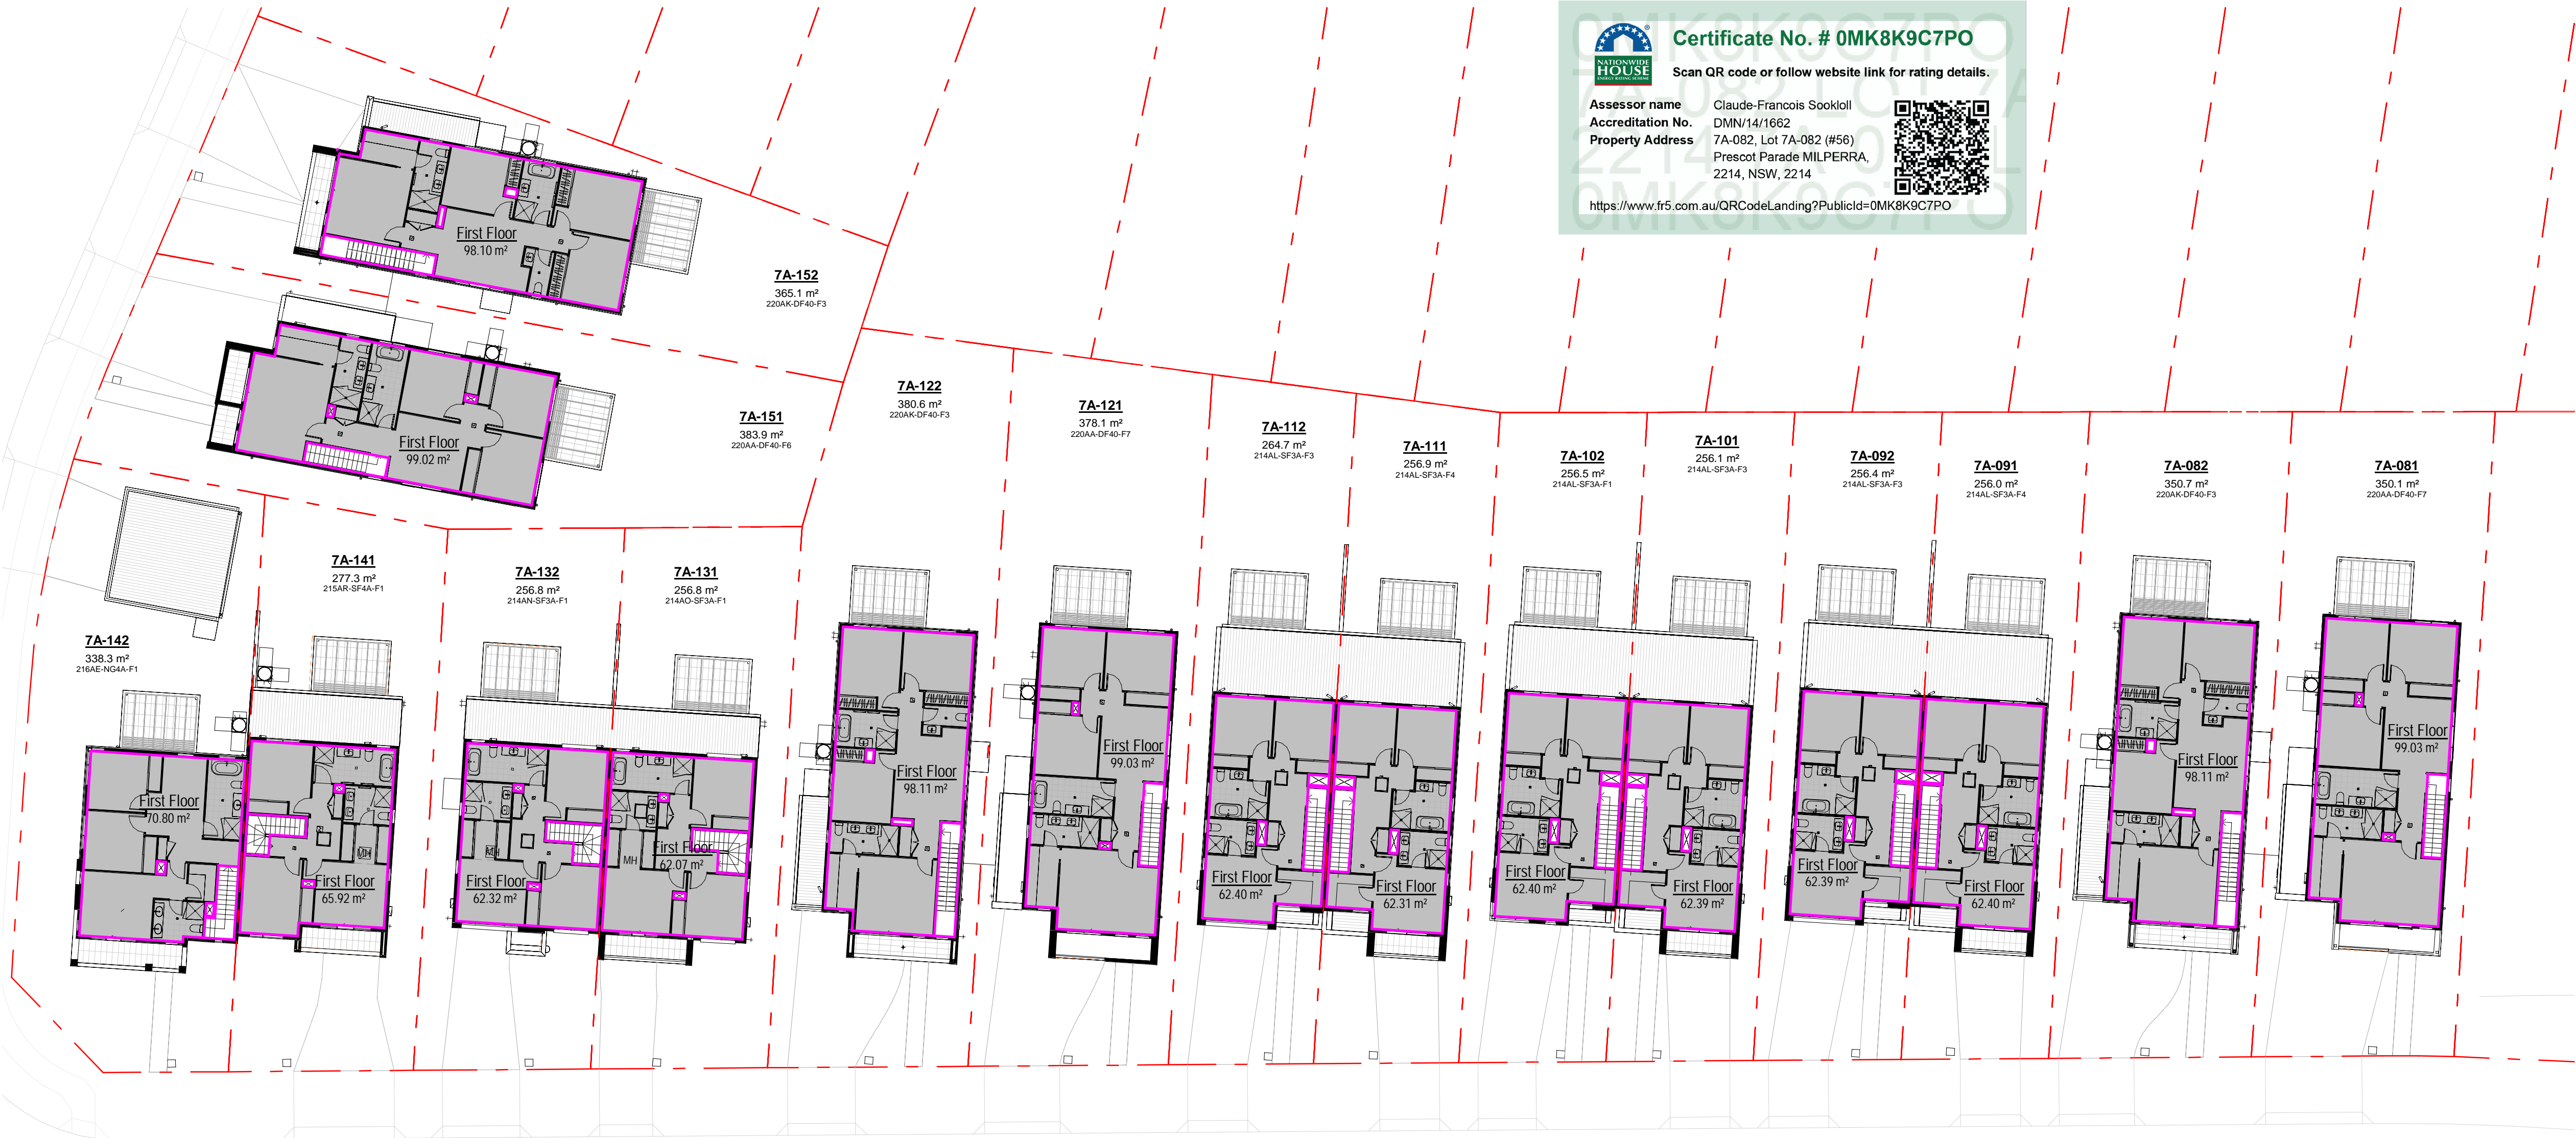 0MK8K9C7PO
7A-082 LOT 7A
Certificate No. # 0MK8K9C7PO
NATIONWIDE
HOUSE
ENERGY RATING SCHEME
®
Scan QR code or follow website link for rating details.
Assessor name Claude-Francois Sookloll
Accreditation No. DMN/14/1662
Property Address 7A-082, Lot 7A-082 (#56)
Prescot Parade MILPERRA,
2214, NSW, 2214
https://www.fr5.com.au/QRCodeLanding?PublicId=0MK8K9C7PO
0MK8K9C7PO
First Floor
98.10 m²
7A-152
365.1 m²
220AK-DF40-F3
First Floor
99.02 m²
7A-151
383.9 m²
220AA-DF40-F6
7A-122
380.6 m²
220AK-DF40-F3
7A-121
378.1 m²
220AA-DF40-F7
7A-112
264.7 m²
214AL-SF3A-F3
7A-111
256.9 m²
214AL-SF3A-F4
7A-102
256.5 m²
214AL-SF3A-F1
7A-101
256.1 m²
214AL-SF3A-F3
7A-092
256.4 m²
214AL-SF3A-F3
7A-091
256.0 m²
214AL-SF3A-F4
7A-082
350.7 m²
220AK-DF40-F3
7A-081
350.1 m²
220AA-DF40-F7
7A-142
338.3 m²
216AE-NG4A-F1
7A-141
277.3 m²
215AR-SF4A-F1
7A-132
256.8 m²
214AN-SF3A-F1
7A-131
256.8 m²
214AO-SF3A-F1
First Floor
70.80 m²
MH
First Floor
65.92 m²
MH
First Floor
62.32 m²
MH
First Floor
62.07 m²
First Floor
98.11 m²
First Floor
99.03 m²
First Floor
62.40 m²
First Floor
62.31 m²
First Floor
62.40 m²
First Floor
62.39 m²
First Floor
62.39 m²
First Floor
62.40 m²
First Floor
98.11 m²
First Floor
99.03 m²